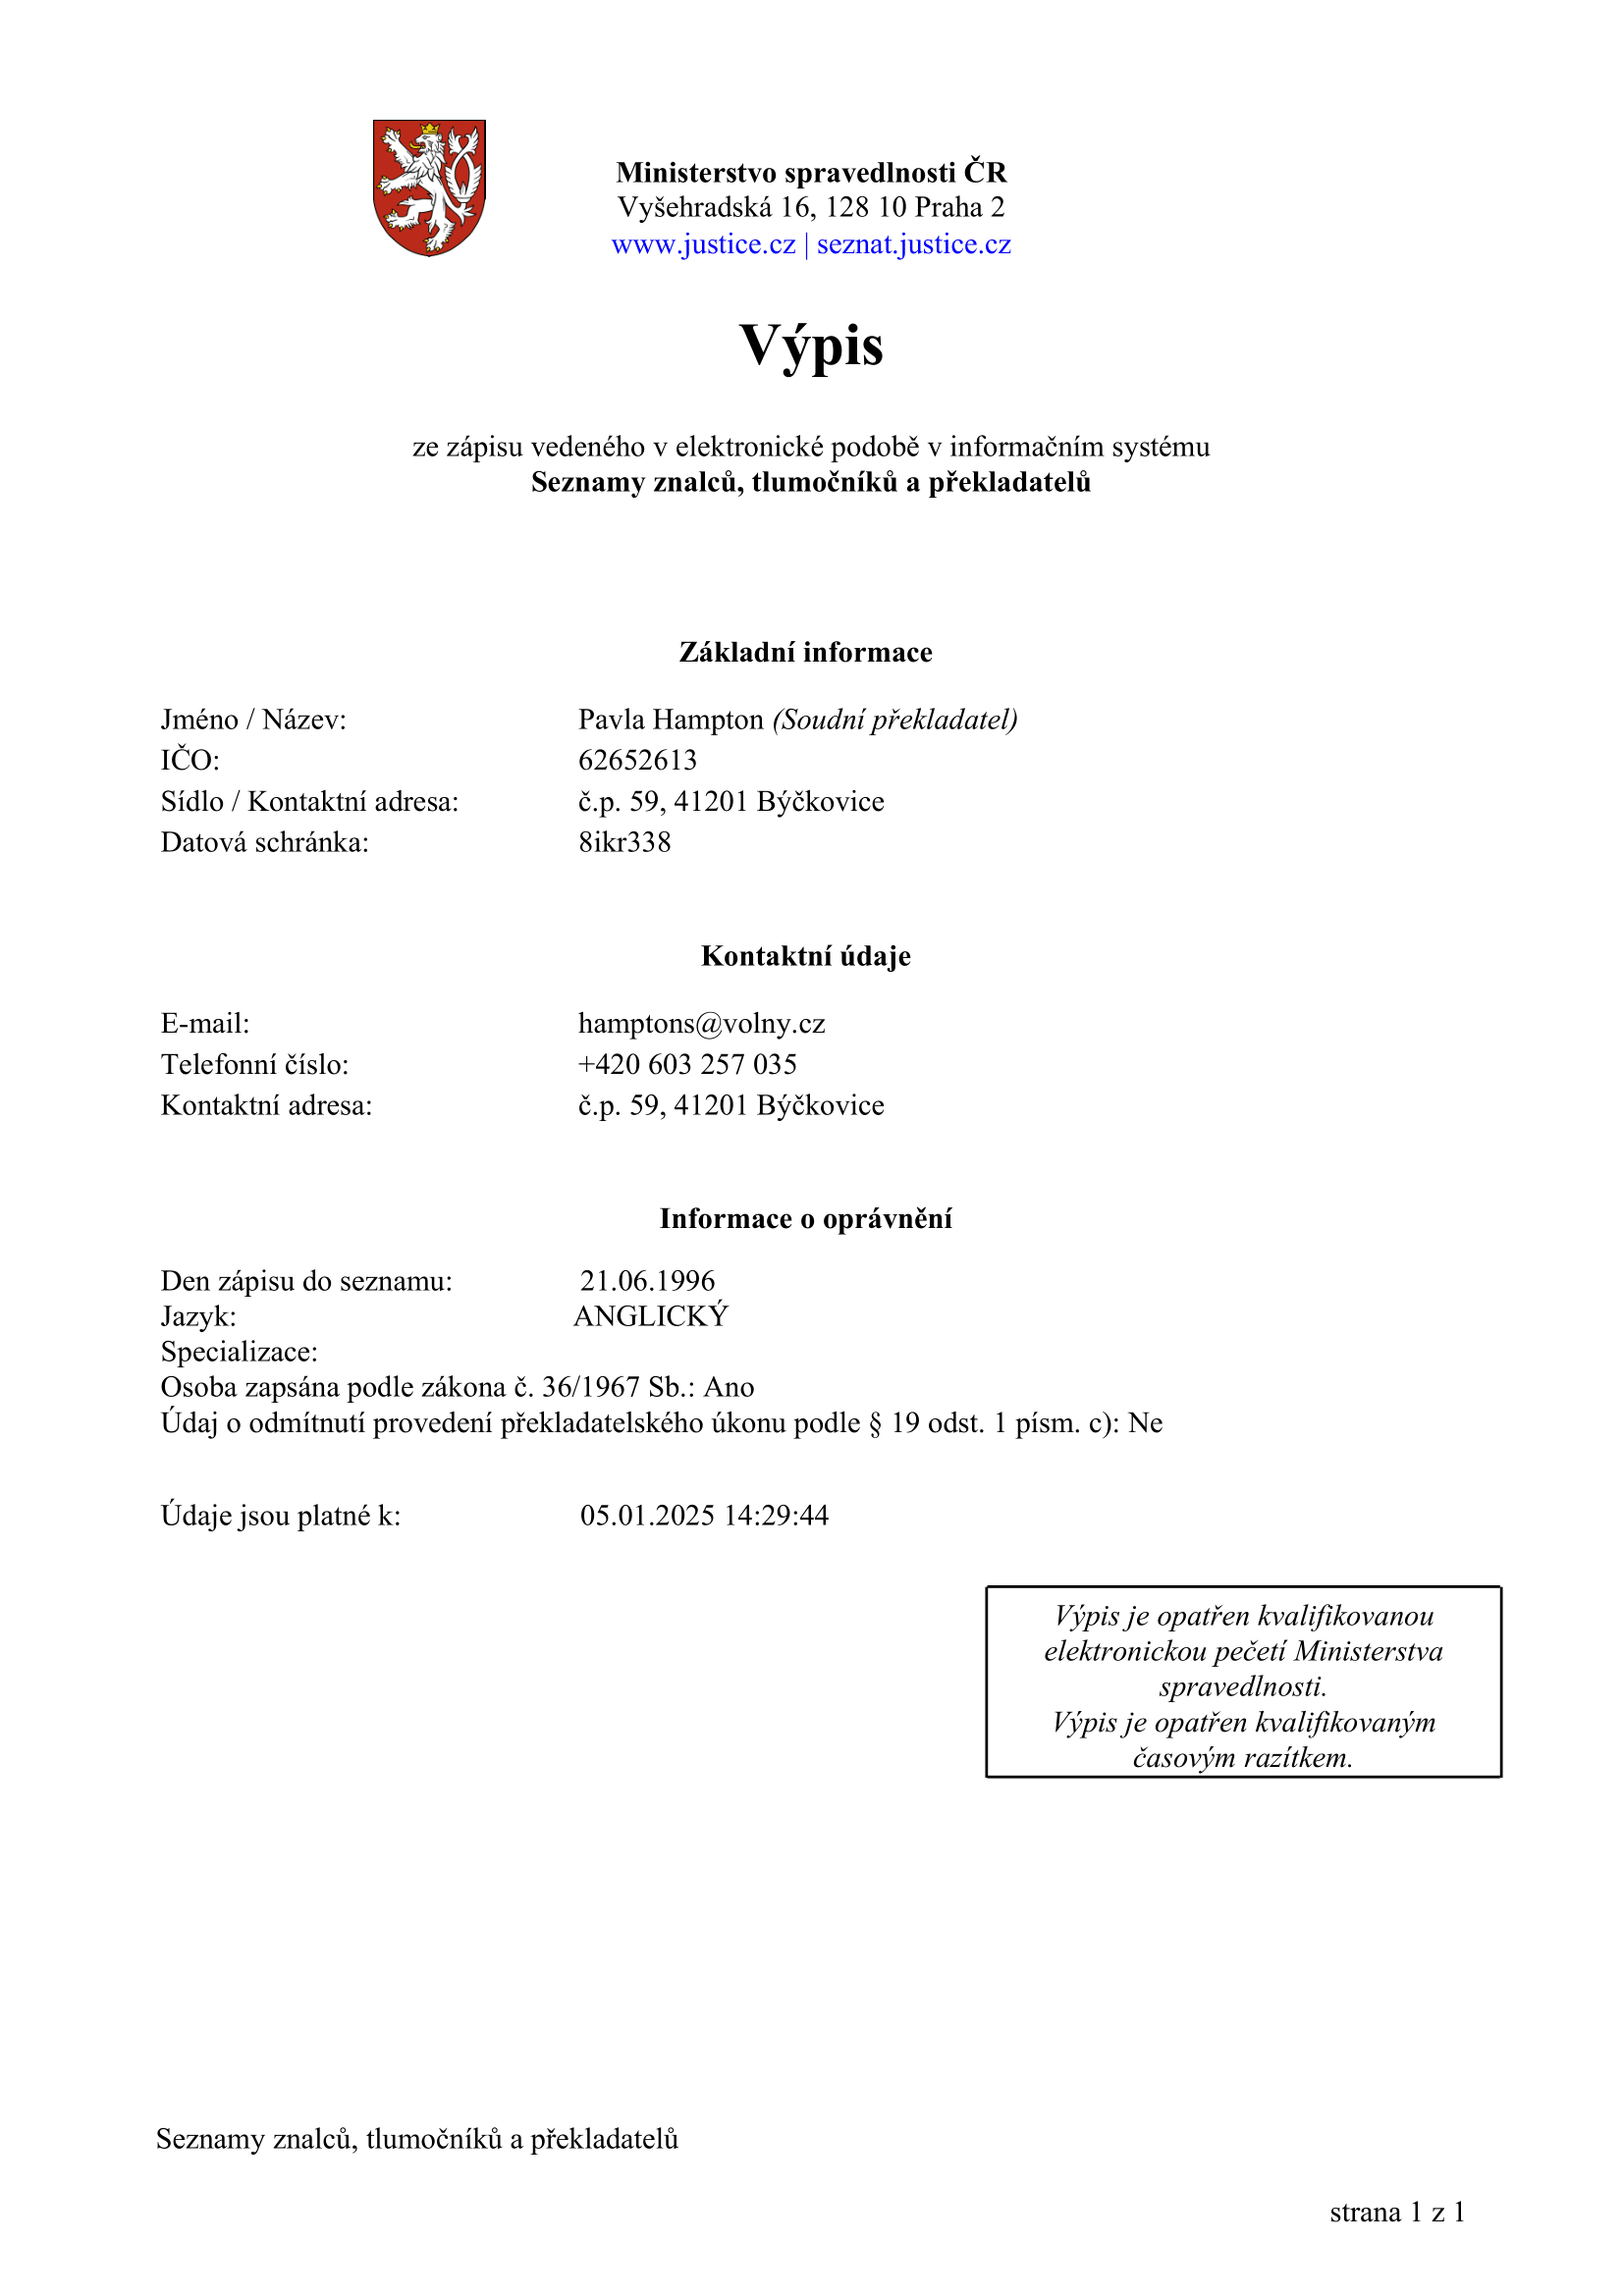 Ministerstvo spravedlnosti ČR
Vyšehradská 16, 128 10 Praha 2
www.justice.cz | seznat.justice.cz
Výpis
ze zápisu vedeného v elektronické podobě v informačním systému
Seznamy znalců, tlumočníků a překladatelů
Základní informace
Jméno / Název: Pavla Hampton (Soudní překladatel)
IČO: 62652613
Sídlo / Kontaktní adresa: č.p. 59, 41201 Býčkovice
Datová schránka: 8ikr338
Kontaktní údaje
E-mail: hamptons@volny.cz
Telefonní číslo: +420 603 257 035
Kontaktní adresa: č.p. 59, 41201 Býčkovice
Informace o oprávnění
Den zápisu do seznamu: 21.06.1996
Jazyk: ANGLICKÝ
Specializace:
Osoba zapsána podle zákona č. 36/1967 Sb.: Ano
Údaj o odmítnutí provedení překladatelského úkonu podle § 19 odst. 1 písm. c): Ne
Údaje jsou platné k: 05.01.2025 14:29:44
Výpis je opatřen kvalifikovanou
elektronickou pečetí Ministerstva
spravedlnosti.
Výpis je opatřen kvalifikovaným
časovým razítkem.
Seznamy znalců, tlumočníků a překladatelů
strana 1 z 1